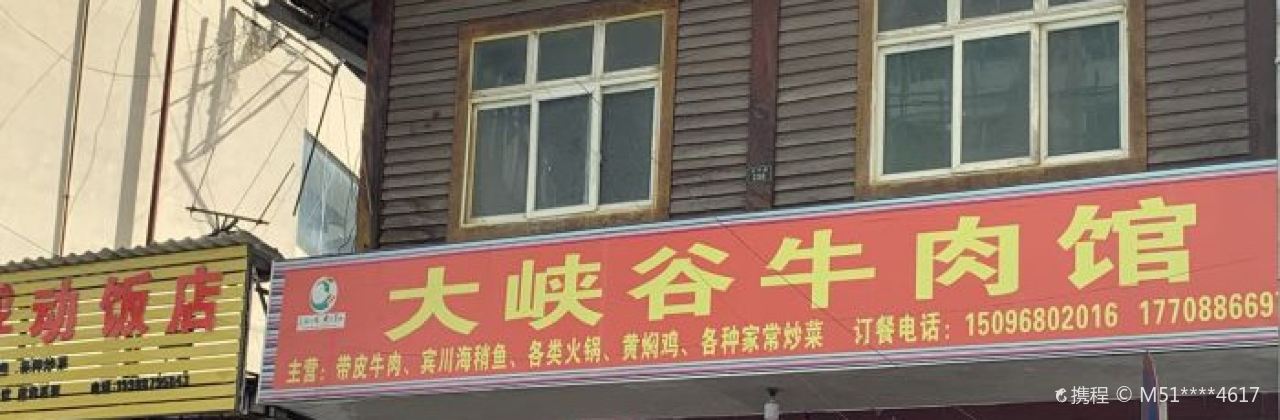 大峡谷牛肉馆
主营：带皮牛肉、宾川海稍鱼、各类火锅、黄焖鸡、各种家常炒菜 订餐电话：15096802016 177088669
动饭店
携程 © M51****4617